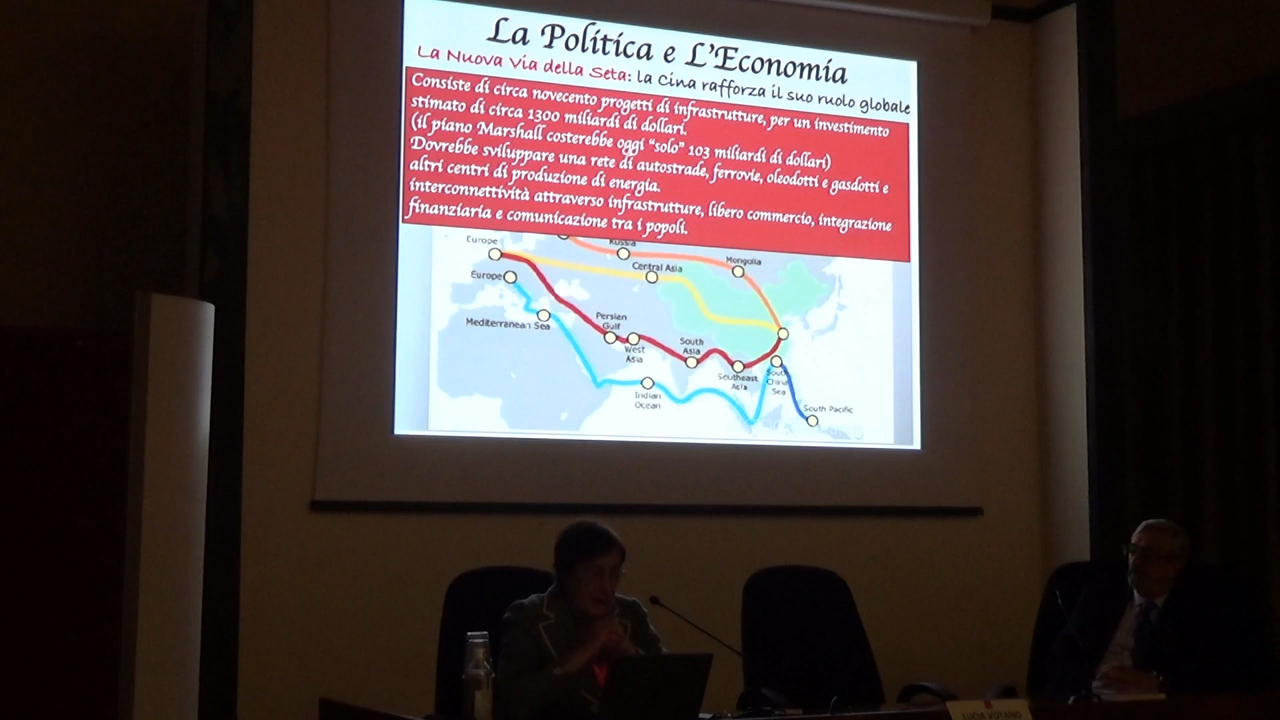 La Politica e L'Economia
La Nuova Via della Seta: la Cina rafforza il suo ruolo globale
Consiste di circa novecento progetti di infrastrutture, per un investimento
stimato di circa 1300 miliardi di dollari.
(il piano Marshall costerebbe oggi "solo" 103 miliardi di dollari)
Dovrebbe sviluppare una rete di autostrade, ferrovie, oleodotti e gasdotti e
altri centri di produzione di energia.
interconnettività attraverso infrastrutture, libero commercio, integrazione
finanziaria e comunicazione tra i popoli.
Europe
Russia
Mongolia
Central Asia
Europe
Mediterranean Sea
Persian
Gulf
West
Asia
South
Asia
Southeast
Asia
South
China
Sea
Indian
Ocean
South Pacific
LUCIA VOTANO